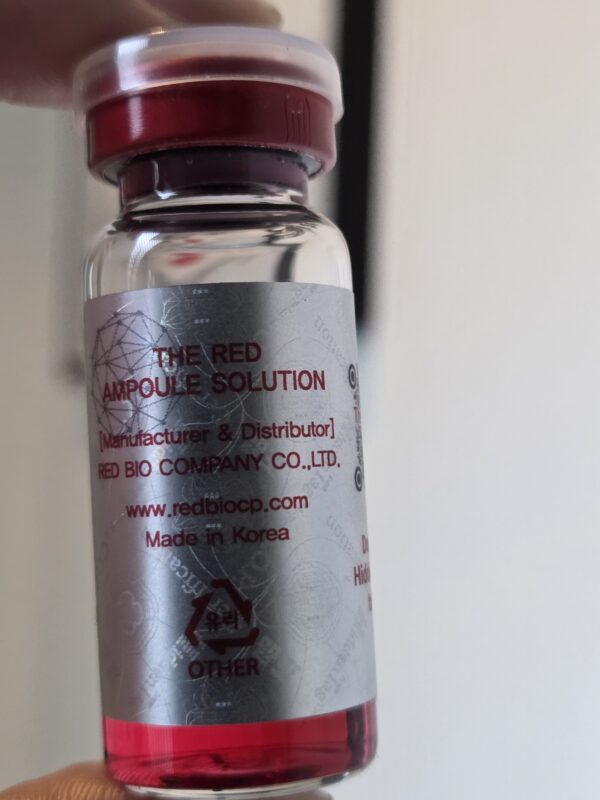 THE RED
AMPOULE SOLUTION
[Manufacturer & Distributor]
RED BIO COMPANY CO.,LTD.
www.redbiocp.com
Made in Korea
유리
OTHER